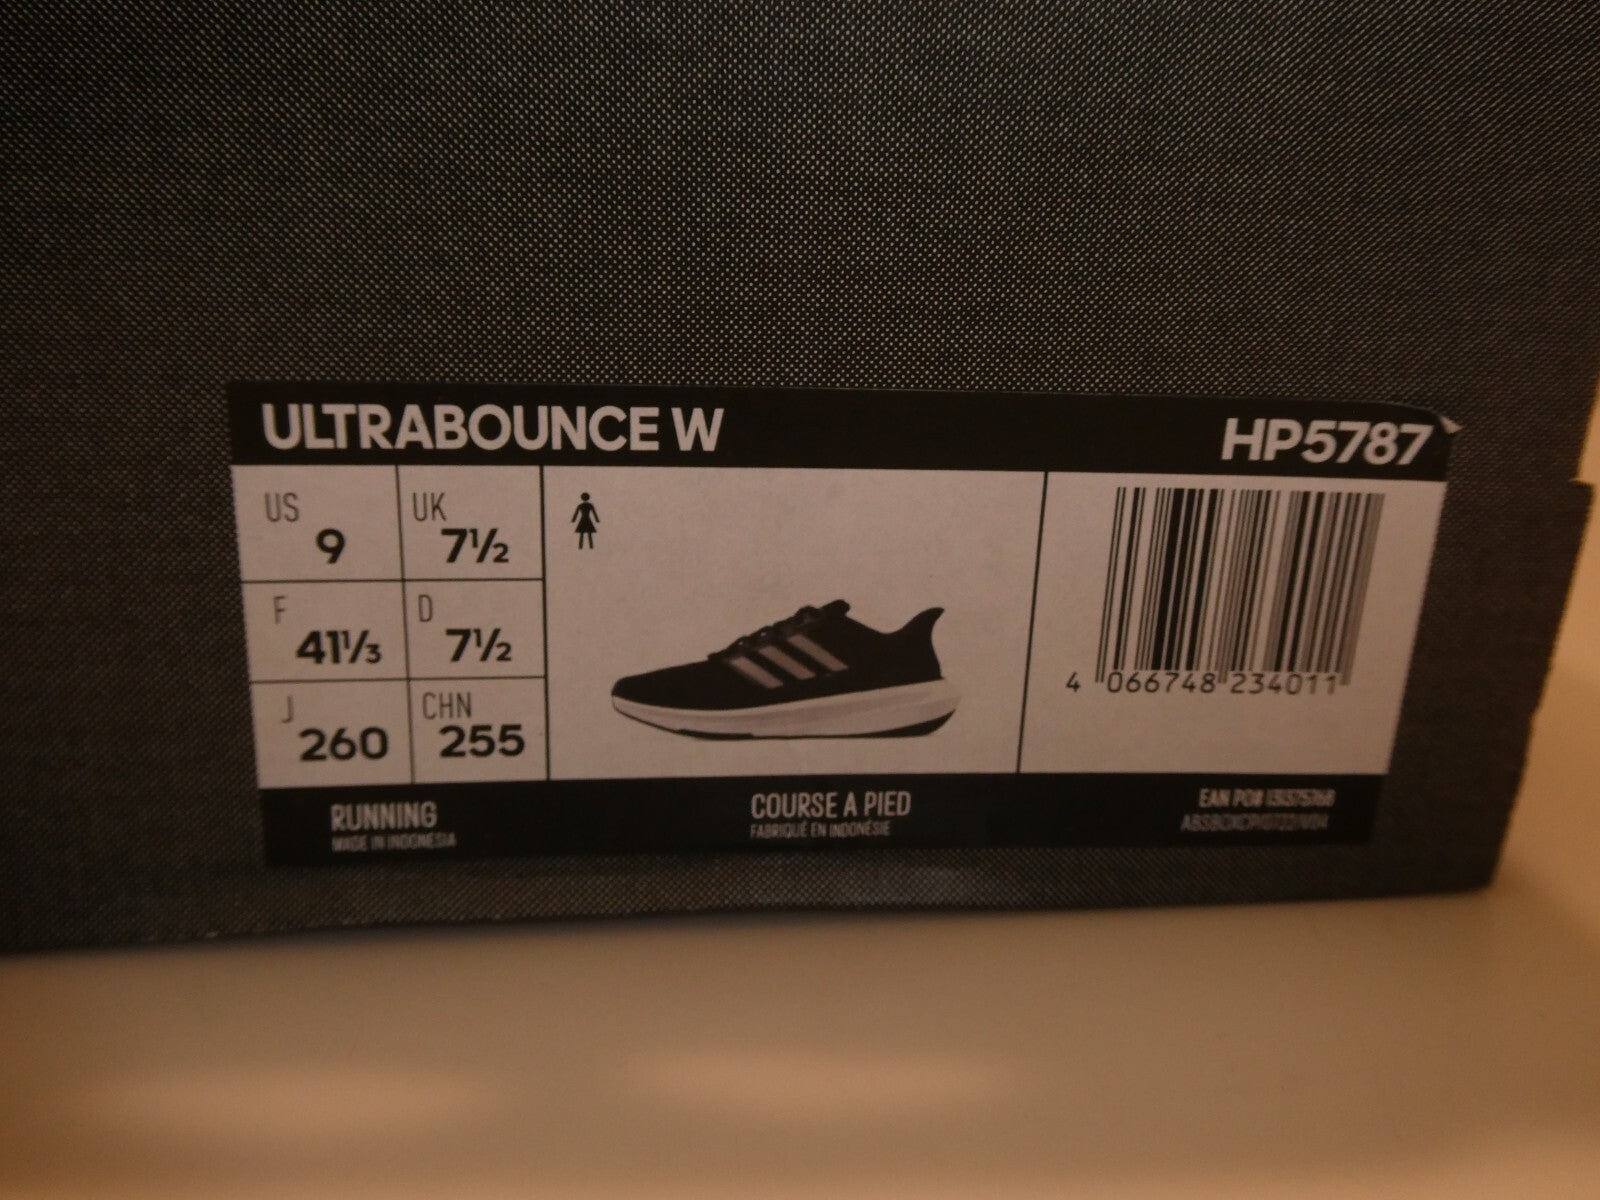 ULTRABOUNCE W HP5787
US 9 UK 7½
F 41⅓ D 7½
J 260 CHN 255
4 066748 234011
RUNNING COURSE A PIED EAN PO#
MADE IN INDONESIA FABRIQUÉ EN INDONÉSIE